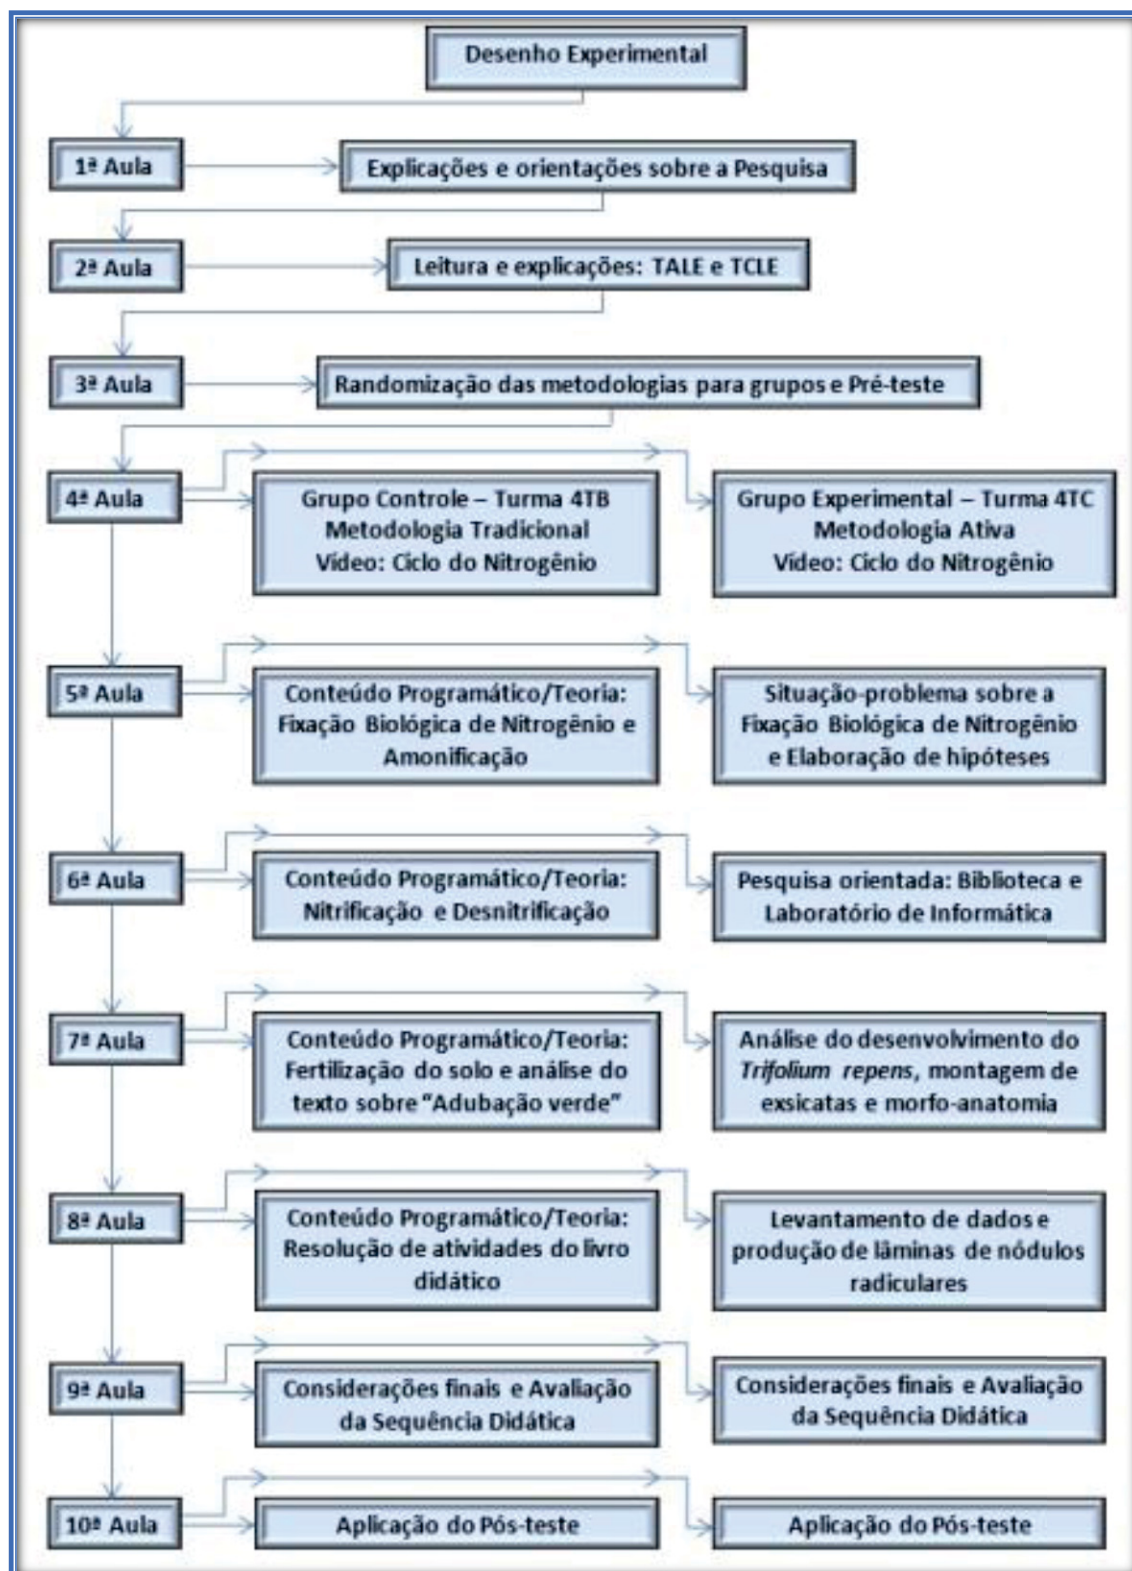 Desenho Experimental
1ª Aula
Explicações e orientações sobre a Pesquisa
2ª Aula
Leitura e explicações: TALE e TCLE
3ª Aula
Randomização das metodologias para grupos e Pré-teste
4ª Aula
Grupo Controle – Turma 4TB
Metodologia Tradicional
Vídeo: Ciclo do Nitrogênio
Grupo Experimental – Turma 4TC
Metodologia Ativa
Vídeo: Ciclo do Nitrogênio
5ª Aula
Conteúdo Programático/Teoria:
Fixação Biológica de Nitrogênio e
Amonificação
Situação-problema sobre a
Fixação Biológica de Nitrogênio
e Elaboração de hipóteses
6ª Aula
Conteúdo Programático/Teoria:
Nitrificação e Desnitrificação
Pesquisa orientada: Biblioteca e
Laboratório de Informática
7ª Aula
Conteúdo Programático/Teoria:
Fertilização do solo e análise do
texto sobre “Adubação verde”
Análise do desenvolvimento do
Trifolium repens, montagem de
exsicatas e morfo-anatomia
8ª Aula
Conteúdo Programático/Teoria:
Resolução de atividades do livro
didático
Levantamento de dados e
produção de lâminas de nódulos
radiculares
9ª Aula
Considerações finais e Avaliação
da Sequência Didática
Considerações finais e Avaliação
da Sequência Didática
10ª Aula
Aplicação do Pós-teste
Aplicação do Pós-teste